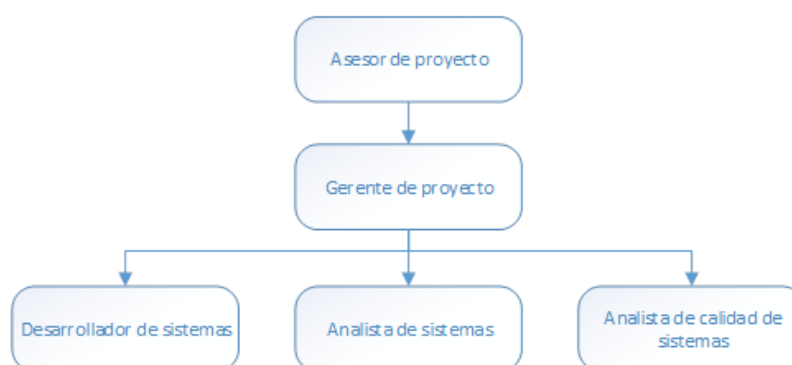 Asesor de proyecto
Gerente de proyecto
Desarrollador de sistemas
Analista de sistemas
Analista de calidad de
sistemas